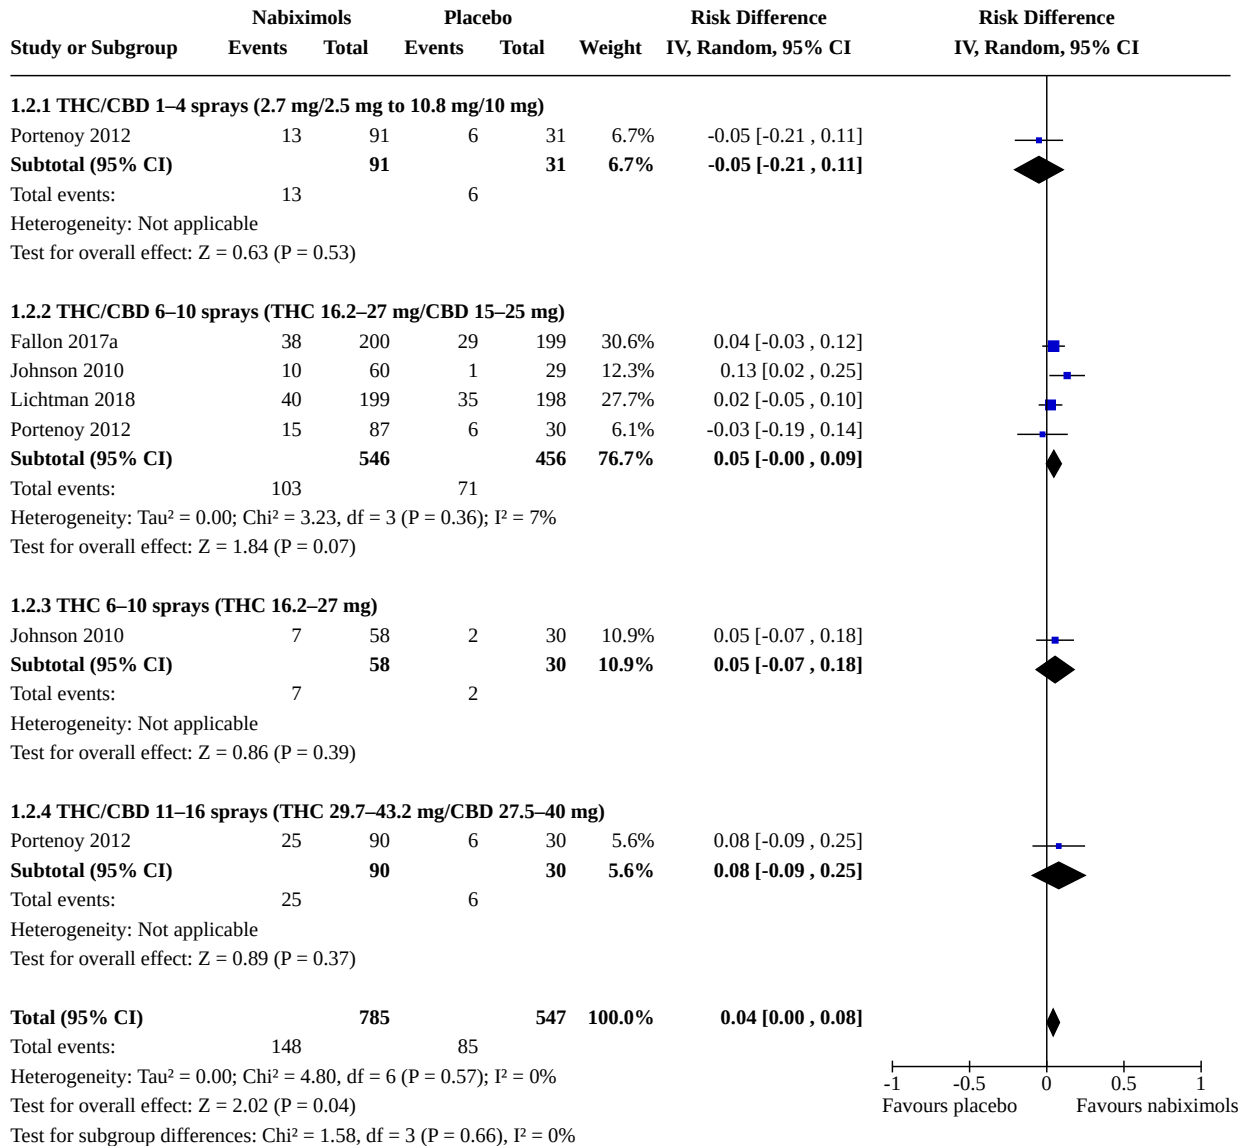 Nabiximols Placebo Risk Difference Risk Difference
Study or Subgroup Events Total Events Total Weight IV, Random, 95% CI IV, Random, 95% CI
1.2.1 THC/CBD 1–4 sprays (2.7 mg/2.5 mg to 10.8 mg/10 mg)
Portenoy 2012 13 91 6 31 6.7% -0.05 [-0.21 , 0.11]
Subtotal (95% CI) 91 31 6.7% -0.05 [-0.21 , 0.11]
Total events: 13 6
Heterogeneity: Not applicable
Test for overall effect: Z = 0.63 (P = 0.53)
1.2.2 THC/CBD 6–10 sprays (THC 16.2–27 mg/CBD 15–25 mg)
Fallon 2017a 38 200 29 199 30.6% 0.04 [-0.03 , 0.12]
Johnson 2010 10 60 1 29 12.3% 0.13 [0.02 , 0.25]
Lichtman 2018 40 199 35 198 27.7% 0.02 [-0.05 , 0.10]
Portenoy 2012 15 87 6 30 6.1% -0.03 [-0.19 , 0.14]
Subtotal (95% CI) 546 456 76.7% 0.05 [-0.00 , 0.09]
Total events: 103 71
Heterogeneity: Tau² = 0.00; Chi² = 3.23, df = 3 (P = 0.36); I² = 7%
Test for overall effect: Z = 1.84 (P = 0.07)
1.2.3 THC 6–10 sprays (THC 16.2–27 mg)
Johnson 2010 7 58 2 30 10.9% 0.05 [-0.07 , 0.18]
Subtotal (95% CI) 58 30 10.9% 0.05 [-0.07 , 0.18]
Total events: 7 2
Heterogeneity: Not applicable
Test for overall effect: Z = 0.86 (P = 0.39)
1.2.4 THC/CBD 11–16 sprays (THC 29.7–43.2 mg/CBD 27.5–40 mg)
Portenoy 2012 25 90 6 30 5.6% 0.08 [-0.09 , 0.25]
Subtotal (95% CI) 90 30 5.6% 0.08 [-0.09 , 0.25]
Total events: 25 6
Heterogeneity: Not applicable
Test for overall effect: Z = 0.89 (P = 0.37)
Total (95% CI) 785 547 100.0% 0.04 [0.00 , 0.08]
Total events: 148 85
Heterogeneity: Tau² = 0.00; Chi² = 4.80, df = 6 (P = 0.57); I² = 0%
Test for overall effect: Z = 2.02 (P = 0.04)
Test for subgroup differences: Chi² = 1.58, df = 3 (P = 0.66), I² = 0%
-1 -0.5 0 0.5 1
Favours placebo Favours nabiximols